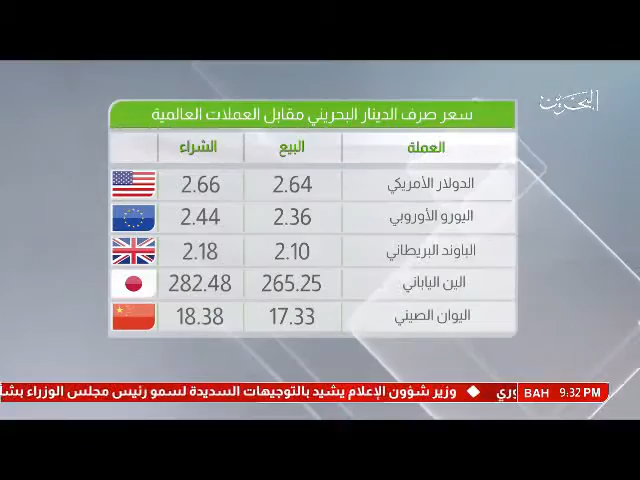 البحرين
سعر صرف الدينار البحريني مقابل العملات العالمية
العملة البيع الشراء
الدولار الأمريكي 2.64 2.66
اليورو الأوروبي 2.36 2.44
الباوند البريطاني 2.10 2.18
الين الياباني 265.25 282.48
اليوان الصيني 17.33 18.38
وري ◆ وزير شؤون الإعلام يشيد بالتوجيهات السديدة لسمو رئيس مجلس الوزراء بشأ
BAH 9:32 PM